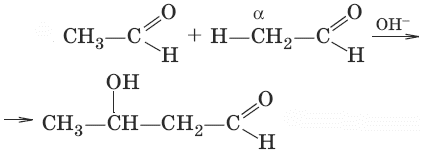 α
CH₃—C=O H + H—CH₂—C=O H OH⁻ →
OH
→ CH₃—CH—CH₂—C=O H